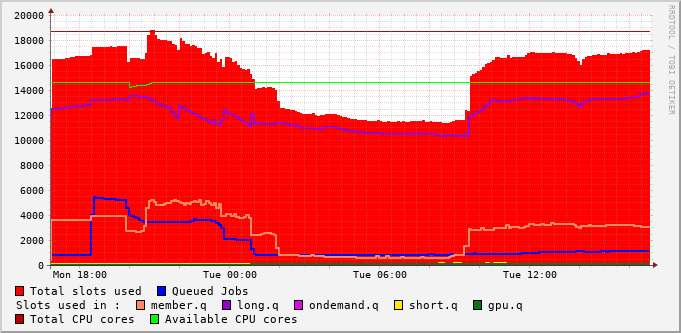 20000
18000
16000
14000
12000
10000
8000
6000
4000
2000
0
Mon 18:00 Tue 00:00 Tue 06:00 Tue 12:00
Total slots used Queued Jobs
Slots used in : member.q long.q ondemand.q short.q gpu.q
Total CPU cores Available CPU cores
RRDTOOL / TOBI OETIKER